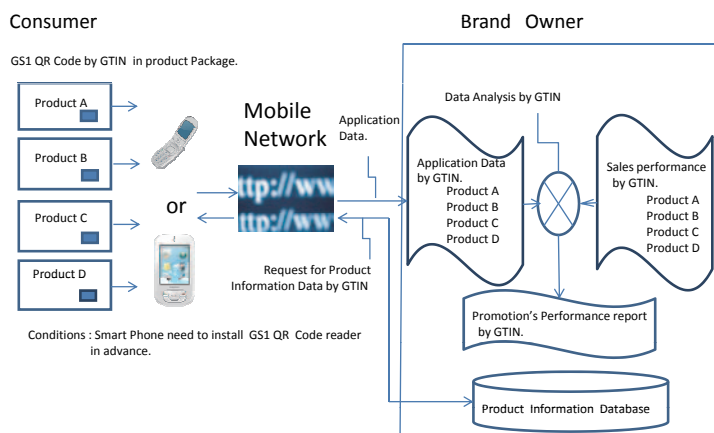 Consumer
Brand Owner
GS1 QR Code by GTIN in product Package.
Product A
Product B
Product C
Product D
or
Mobile
Network
ttp://ww
ttp://ww
Application
Data.
Request for Product
Information Data by GTIN
Conditions : Smart Phone need to install GS1 QR Code reader
in advance.
Data Analysis by GTIN
Application Data
by GTIN.
Product A
Product B
Product C
Product D
Sales performance
by GTIN.
Product A
Product B
Product C
Product D
Promotion's Performance report
by GTIN.
Product Information Database